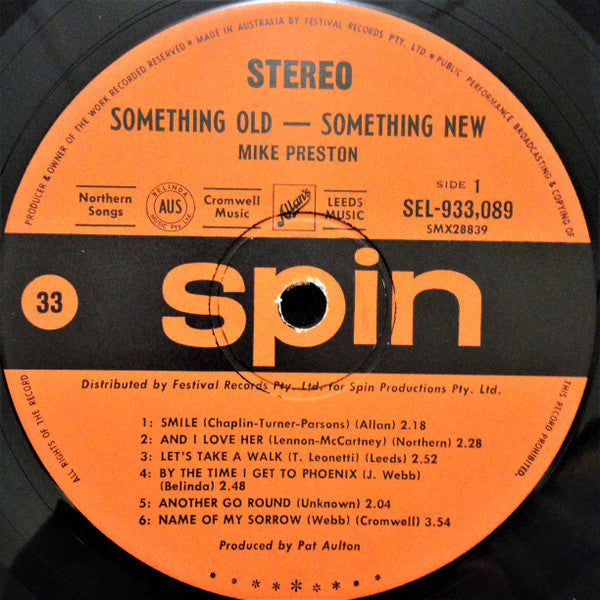 PRODUCER & OWNER OF THE WORK RECORDED RESERVED ★ MADE IN AUSTRALIA BY FESTIVAL RECORDS PTY. LTD. ★ PUBLIC PERFORMANCE BROADCASTING & COPYING OF
STEREO
SOMETHING OLD — SOMETHING NEW
MIKE PRESTON
Northern Songs
BELINDA AUS MUSIC PTY LTD
Cromwell Music
Allan's
LEEDS MUSIC
SIDE 1
SEL-933,089
SMX28839
33
spin
Distributed by Festival Records Pty. Ltd. for Spin Productions Pty. Ltd.
ALL RIGHTS OF THE RECORD
THIS RECORD PROHIBITED.
1: SMILE (Chaplin-Turner-Parsons) (Allan) 2.18
2: AND I LOVE HER (Lennon-McCartney) (Northern) 2.28
3: LET'S TAKE A WALK (T. Leonetti) (Leeds) 2.52
4: BY THE TIME I GET TO PHOENIX (J. Webb)
(Belinda) 2.48
5: ANOTHER GO ROUND (Unknown) 2.04
6: NAME OF MY SORROW (Webb) (Cromwell) 3.54
Produced by Pat Aulton